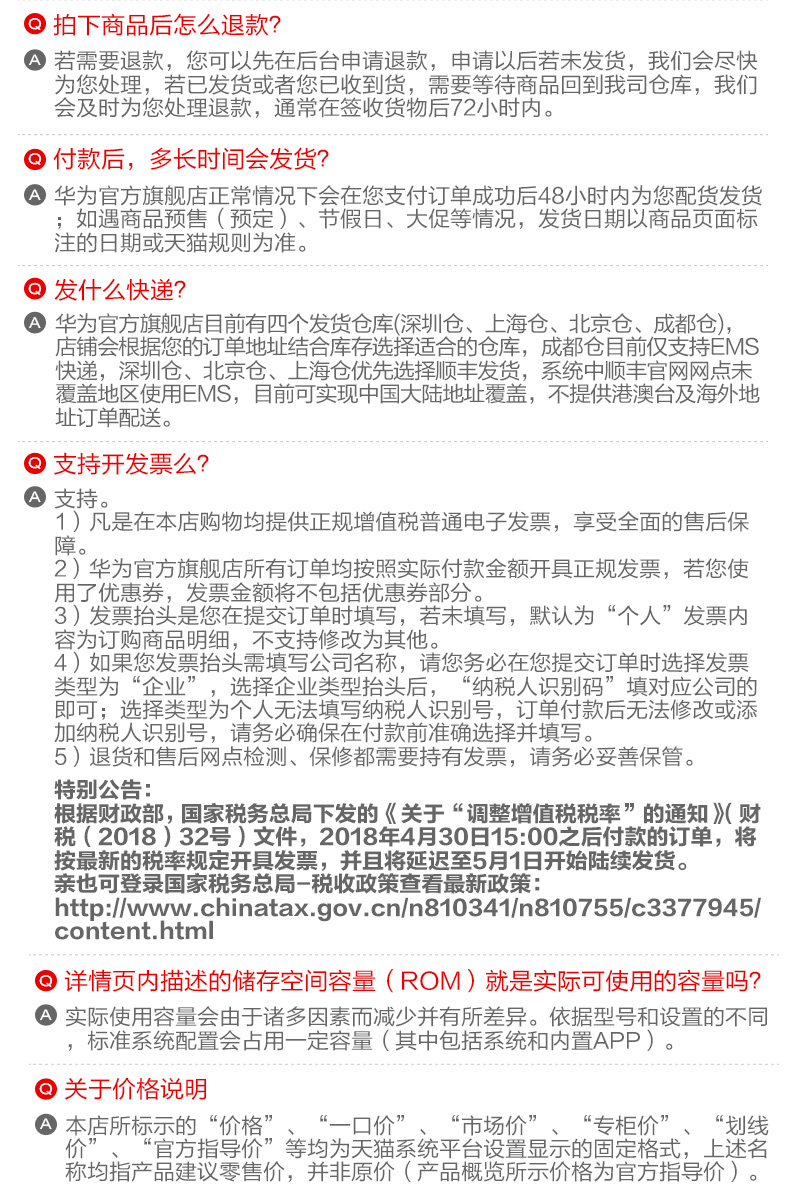 Q 拍下商品后怎么退款?
A 若需要退款，您可以先在后台申请退款，申请以后若未发货，我们会尽快
为您处理，若已发货或者您已收到货，需要等待商品回到我司仓库，我们
会及时为您处理退款，通常在签收货物后72小时内。
Q 付款后，多长时间会发货?
A 华为官方旗舰店正常情况下会在您支付订单成功后48小时内为您配货发货
；如遇商品预售（预定）、节假日、大促等情况，发货日期以商品页面标
注的日期或天猫规则为准。
Q 发什么快递?
A 华为官方旗舰店目前有四个发货仓库(深圳仓、上海仓、北京仓、成都仓)，
店铺会根据您的订单地址结合库存选择适合的仓库，成都仓目前仅支持EMS
快递，深圳仓、北京仓、上海仓优先选择顺丰发货，系统中顺丰官网网点未
覆盖地区使用EMS，目前可实现中国大陆地址覆盖，不提供港澳台及海外地
址订单配送。
Q 支持开发票么?
A 支持。
1）凡是在本店购物均提供正规增值税普通电子发票，享受全面的售后保
障。
2）华为官方旗舰店所有订单均按照实际付款金额开具正规发票，若您使
用了优惠券，发票金额将不包括优惠券部分。
3）发票抬头是您在提交订单时填写，若未填写，默认为“个人”发票内
容为订购商品明细，不支持修改为其他。
4）如果您发票抬头需填写公司名称，请您务必在您提交订单时选择发票
类型为“企业”，选择企业类型抬头后，“纳税人识别码”填对应公司的
即可；选择类型为个人无法填写纳税人识别号，订单付款后无法修改或添
加纳税人识别号，请务必确保在付款前准确选择并填写。
5）退货和售后网点检测、保修都需要持有发票，请务必妥善保管。
特别公告：
根据财政部，国家税务总局下发的《关于“调整增值税税率”的通知》（财
税（2018）32号）文件，2018年4月30日15:00之后付款的订单，将
按最新的税率规定开具发票，并且将延迟至5月1日开始陆续发货。
亲也可登录国家税务总局-税收政策查看最新政策：
http://www.chinatax.gov.cn/n810341/n810755/c3377945/
content.html
Q 详情页内描述的储存空间容量（ROM）就是实际可使用的容量吗?
A 实际使用容量会由于诸多因素而减少并有所差异。依据型号和设置的不同
，标准系统配置会占用一定容量（其中包括系统和内置APP）。
Q 关于价格说明
A 本店所标示的“价格”、“一口价”、“市场价”、“专柜价”、“划线
价”、“官方指导价”等均为天猫系统平台设置显示的固定格式，上述名
称均指产品建议零售价，并非原价（产品概览所示价格为官方指导价）。